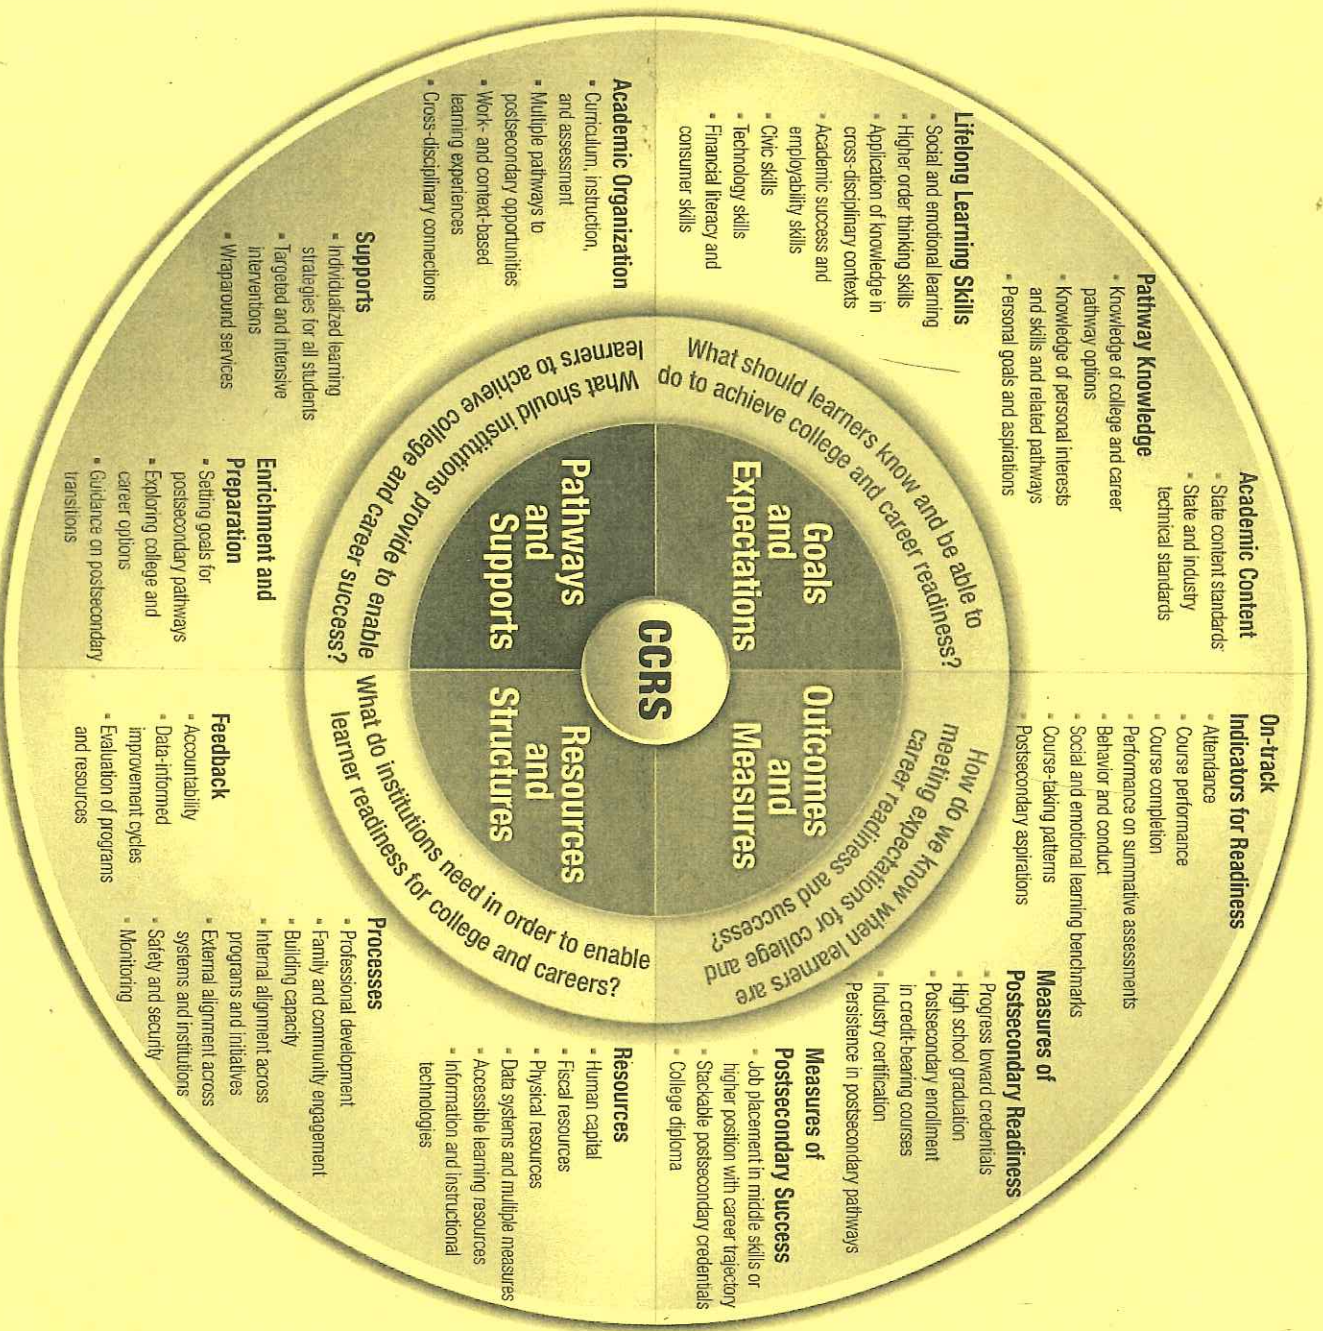 CCRS
Goals
and
Expectations
What should learners know and be able to
do to achieve college and career readiness?
Lifelong Learning Skills
▪ Social and emotional learning
▪ Higher order thinking skills
▪ Application of knowledge in
cross-disciplinary contexts
▪ Academic success and
employability skills
▪ Civic skills
▪ Technology skills
▪ Financial literacy and
consumer skills
Pathway Knowledge
▪ Knowledge of college and career
pathway options
▪ Knowledge of personal interests
and skills and related pathways
▪ Personal goals and aspirations
Academic Content
▪ State content standards
▪ State and industry
technical standards
Outcomes
and
Measures
How do we know when learners are
meeting expectations for college and
career readiness and success?
On-track
Indicators for Readiness
▪ Attendance
▪ Course performance
▪ Course completion
▪ Performance on summative assessments
▪ Behavior and conduct
▪ Social and emotional learning benchmarks
▪ Course-taking patterns
▪ Postsecondary aspirations
Measures of
Postsecondary Readiness
▪ Progress toward credentials
▪ High school graduation
▪ Postsecondary enrollment
in credit-bearing courses
▪ Industry certification
▪ Persistence in postsecondary pathways
Measures of
Postsecondary Success
▪ Job placement in middle skills or
higher position with career trajectory
▪ Stackable postsecondary credentials
▪ College diploma
Pathways
and
Supports
What should institutions provide to enable
learners to achieve college and career success?
Academic Organization
▪ Curriculum, instruction,
and assessment
▪ Multiple pathways to
postsecondary opportunities
▪ Work- and context-based
learning experiences
▪ Cross-disciplinary connections
Supports
▪ Individualized learning
strategies for all students
▪ Targeted and intensive
interventions
▪ Wraparound services
Enrichment and
Preparation
▪ Setting goals for
postsecondary pathways
▪ Exploring college and
career options
▪ Guidance on postsecondary
transitions
Resources
and
Structures
What do institutions need in order to enable
learner readiness for college and careers?
Resources
▪ Human capital
▪ Fiscal resources
▪ Physical resources
▪ Data systems and multiple measures
▪ Accessible learning resources
▪ Information and instructional
technologies
Processes
▪ Professional development
▪ Family and community engagement
▪ Building capacity
▪ Internal alignment across
programs and initiatives
▪ External alignment across
systems and institutions
▪ Safety and security
▪ Monitoring
Feedback
▪ Accountability
▪ Data-informed
improvement cycles
▪ Evaluation of programs
and resources